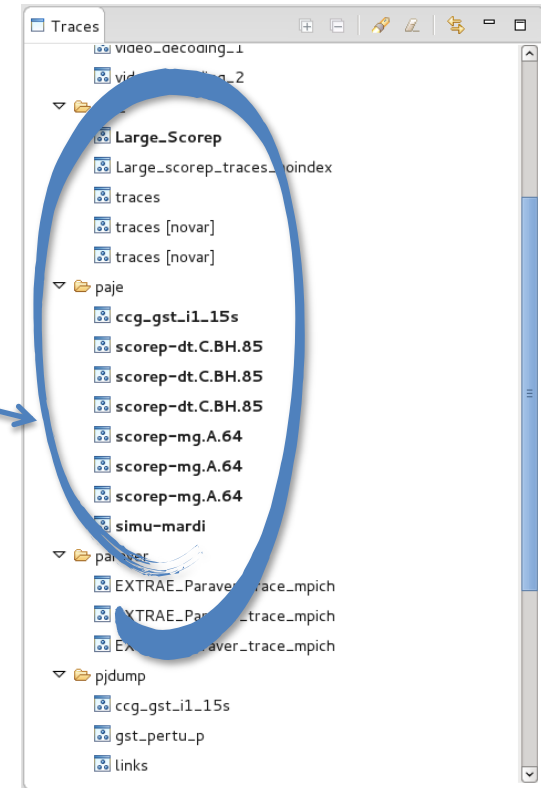 Traces
video_decoding_1
Large_Scorep
Large_scorep_traces_noindex
traces
traces [novar]
traces [novar]
paje
ccg_gst_i1_15s
scorep-dt.C.BH.85
scorep-dt.C.BH.85
scorep-dt.C.BH.85
scorep-mg.A.64
scorep-mg.A.64
scorep-mg.A.64
simu-mardi
paraver
EXTRAE_Paraver_trace_mpich
EXTRAE_Paraver_trace_mpich
EXTRAE_Paraver_trace_mpich
pjdump
ccg_gst_i1_15s
gst_pertu_p
links